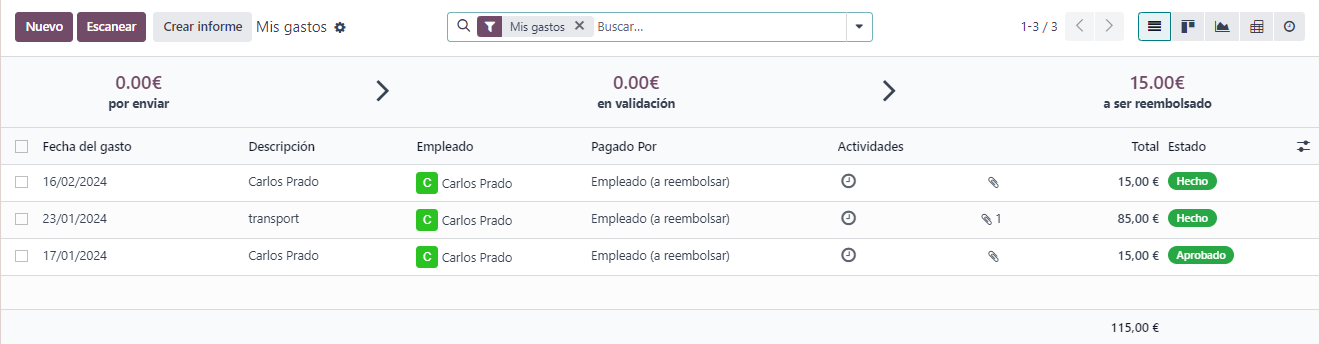 Nuevo Escanear Crear informe Mis gastos Mis gastos Buscar... 1-3 / 3
0.00€ 0.00€ 15.00€
por enviar en validación a ser reembolsado
Fecha del gasto Descripción Empleado Pagado Por Actividades Total Estado
16/02/2024 Carlos Prado C Carlos Prado Empleado (a reembolsar) 15,00 € Hecho
23/01/2024 transport C Carlos Prado Empleado (a reembolsar) 1 85,00 € Hecho
17/01/2024 Carlos Prado C Carlos Prado Empleado (a reembolsar) 15,00 € Aprobado
115,00 €